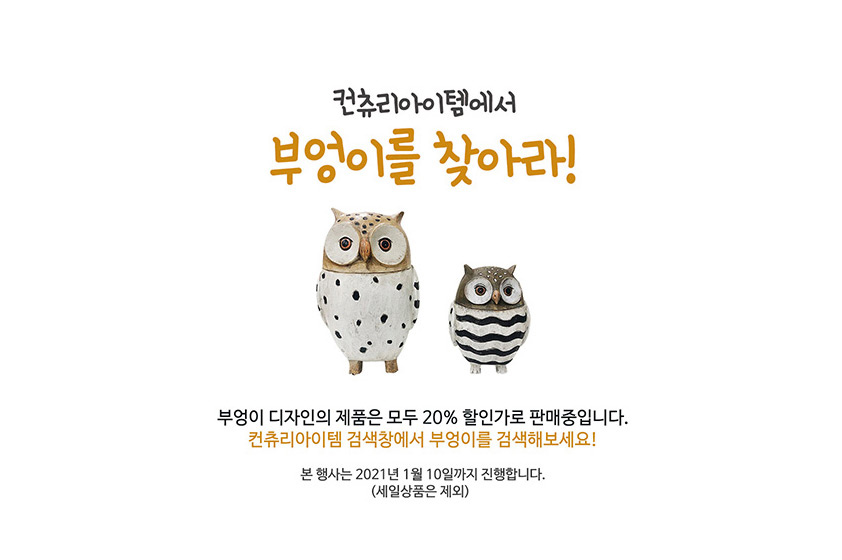 컨츄리아이템에서
부엉이를 찾아라!
부엉이 디자인의 제품은 모두 20% 할인가로 판매중입니다.
컨츄리아이템 검색창에서 부엉이를 검색해보세요!
본 행사는 2021년 1월 10일까지 진행합니다.
(세일상품은 제외)